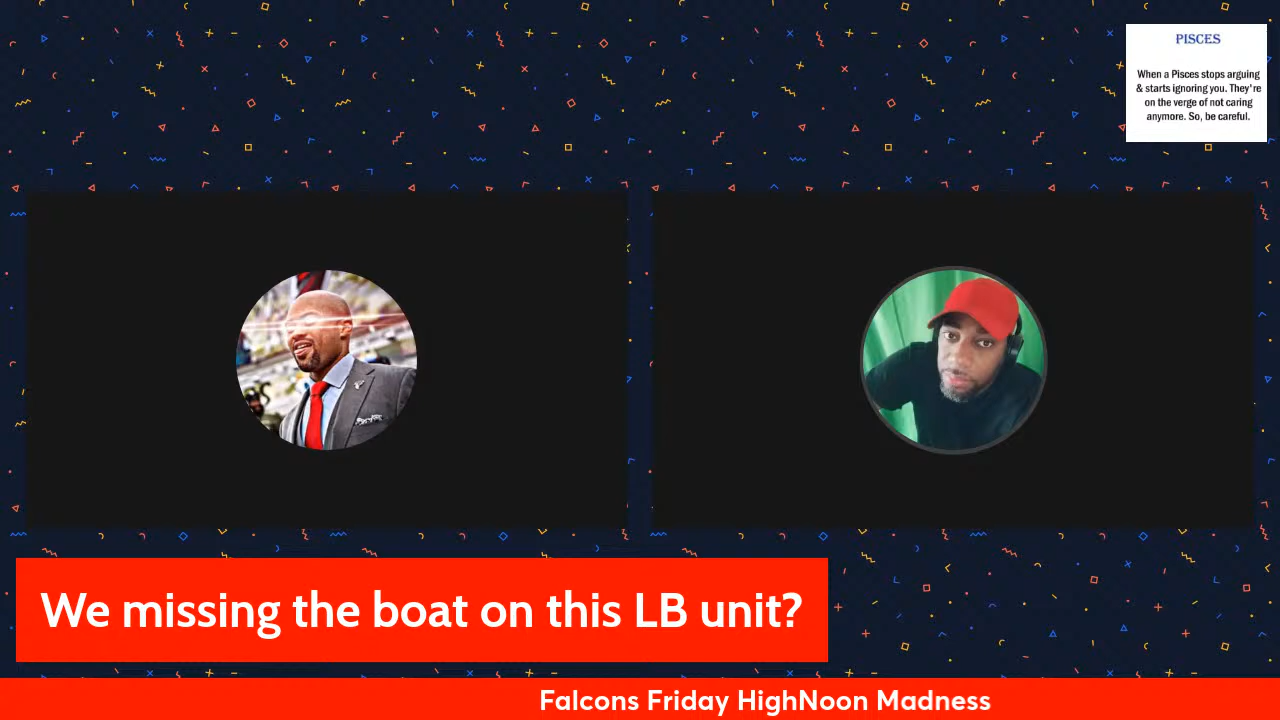 PISCES
When a Pisces stops arguing
& starts ignoring you. They're
on the verge of not caring
anymore. So, be careful.
We missing the boat on this LB unit?
Falcons Friday HighNoon Madness